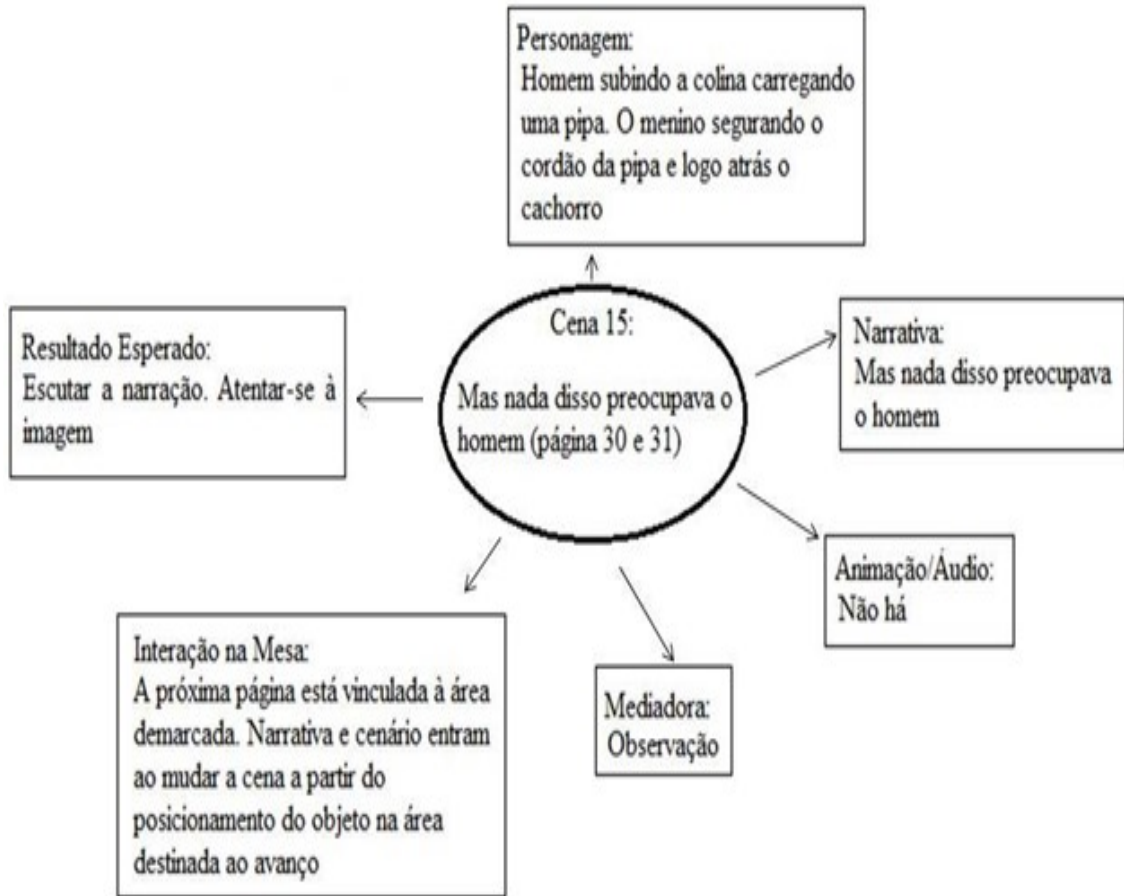 Personagem:
Homem subindo a colina carregando
uma pipa. O menino segurando o
cordão da pipa e logo atrás o
cachorro
Cena 15:
Mas nada disso preocupava o
homem (página 30 e 31)
Resultado Esperado:
Escutar a narração. Atentar-se à
imagem
Narrativa:
Mas nada disso preocupava
o homem
Animação/Áudio:
Não há
Mediadora:
Observação
Interação na Mesa:
A próxima página está vinculada à área
demarcada. Narrativa e cenário entram
ao mudar a cena a partir do
posicionamento do objeto na área
destinada ao avanço